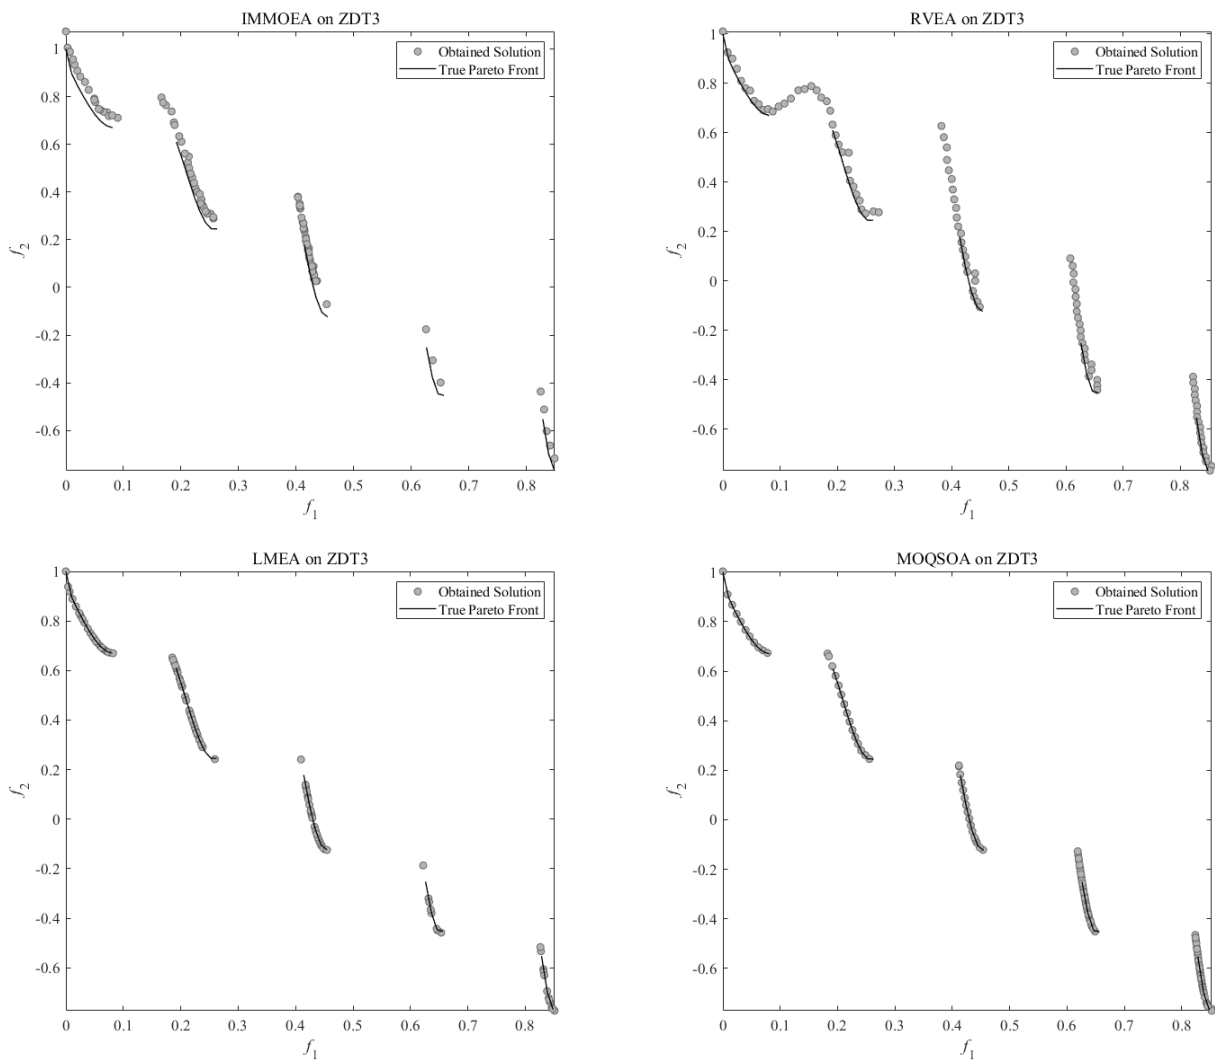 IMMOEA on ZDT3
Obtained Solution
True Pareto Front
1
0.8
0.6
0.4
0.2
0
-0.2
-0.4
-0.6
f2
0 0.1 0.2 0.3 0.4 0.5 0.6 0.7 0.8
f1
RVEA on ZDT3
Obtained Solution
True Pareto Front
1
0.8
0.6
0.4
0.2
0
-0.2
-0.4
-0.6
f2
0 0.1 0.2 0.3 0.4 0.5 0.6 0.7 0.8
f1
LMEA on ZDT3
Obtained Solution
True Pareto Front
1
0.8
0.6
0.4
0.2
0
-0.2
-0.4
-0.6
f2
0 0.1 0.2 0.3 0.4 0.5 0.6 0.7 0.8
f1
MOQSOA on ZDT3
Obtained Solution
True Pareto Front
1
0.8
0.6
0.4
0.2
0
-0.2
-0.4
-0.6
f2
0 0.1 0.2 0.3 0.4 0.5 0.6 0.7 0.8
f1